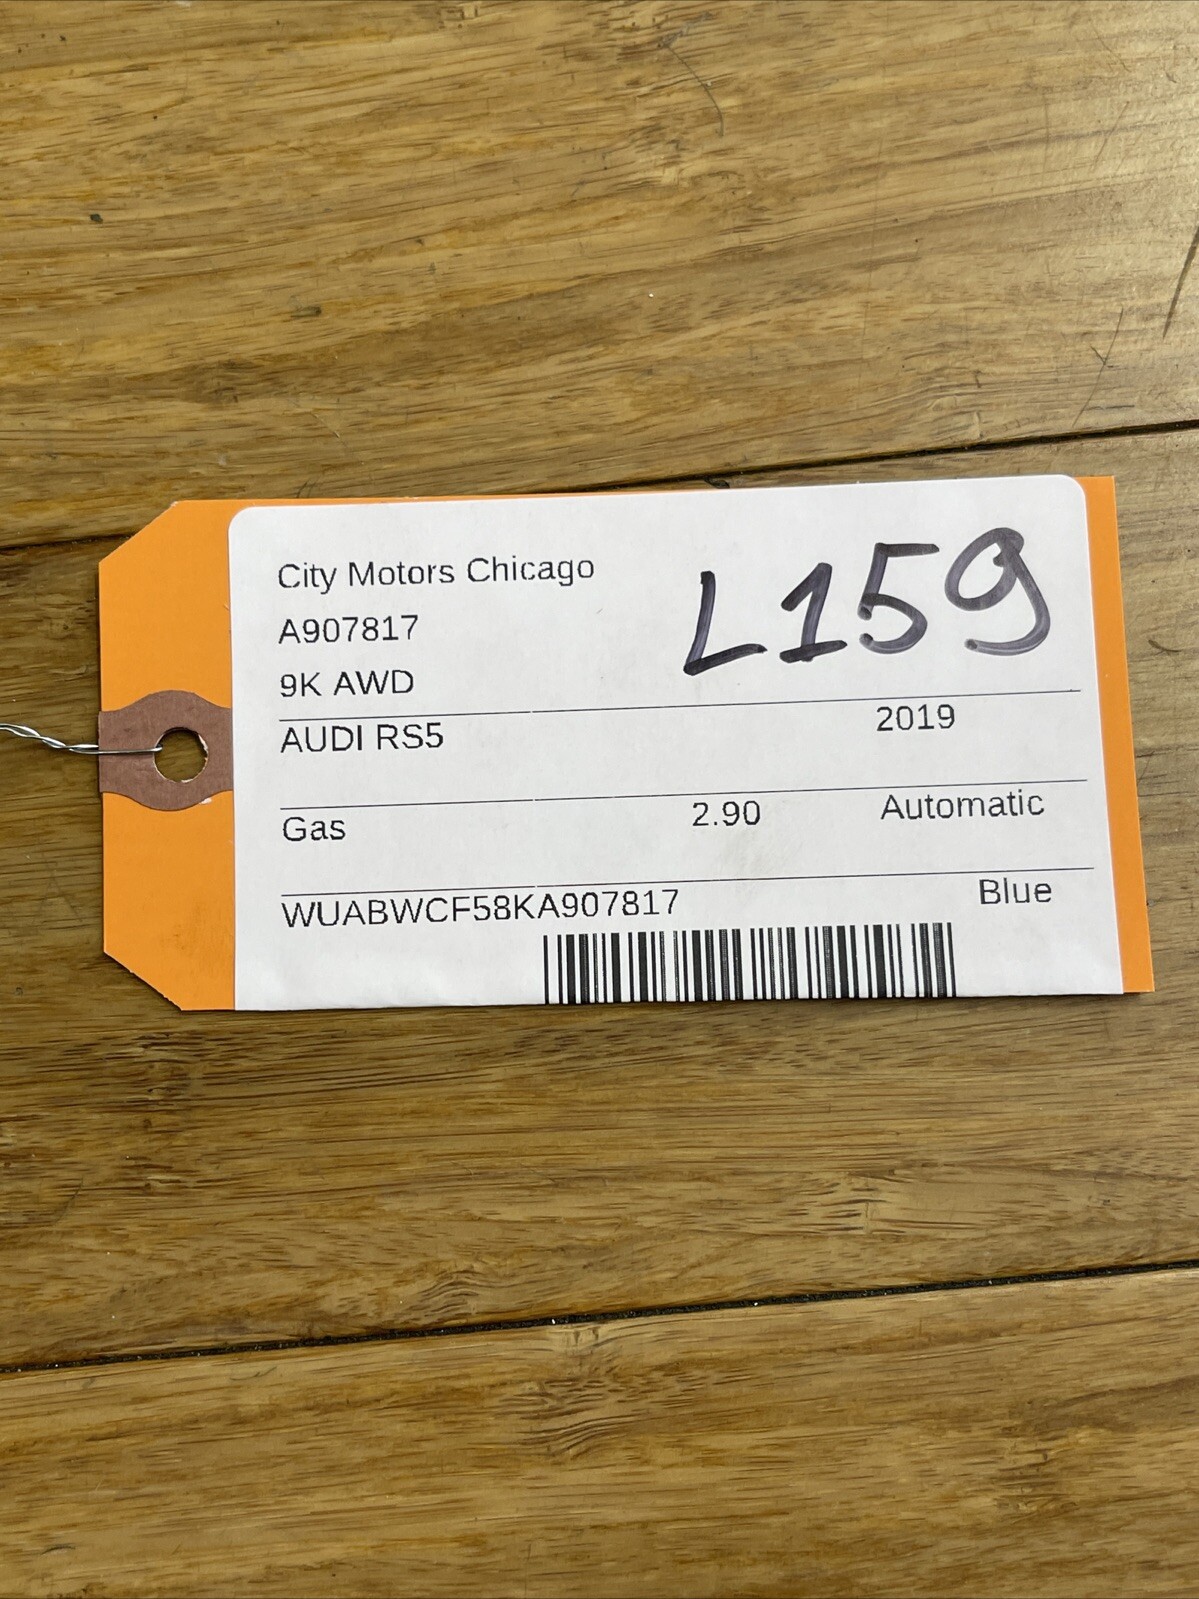 City Motors Chicago
A907817
L159
9K AWD
AUDI RS5 2019
Gas 2.90 Automatic
WUABWCF58KA907817 Blue